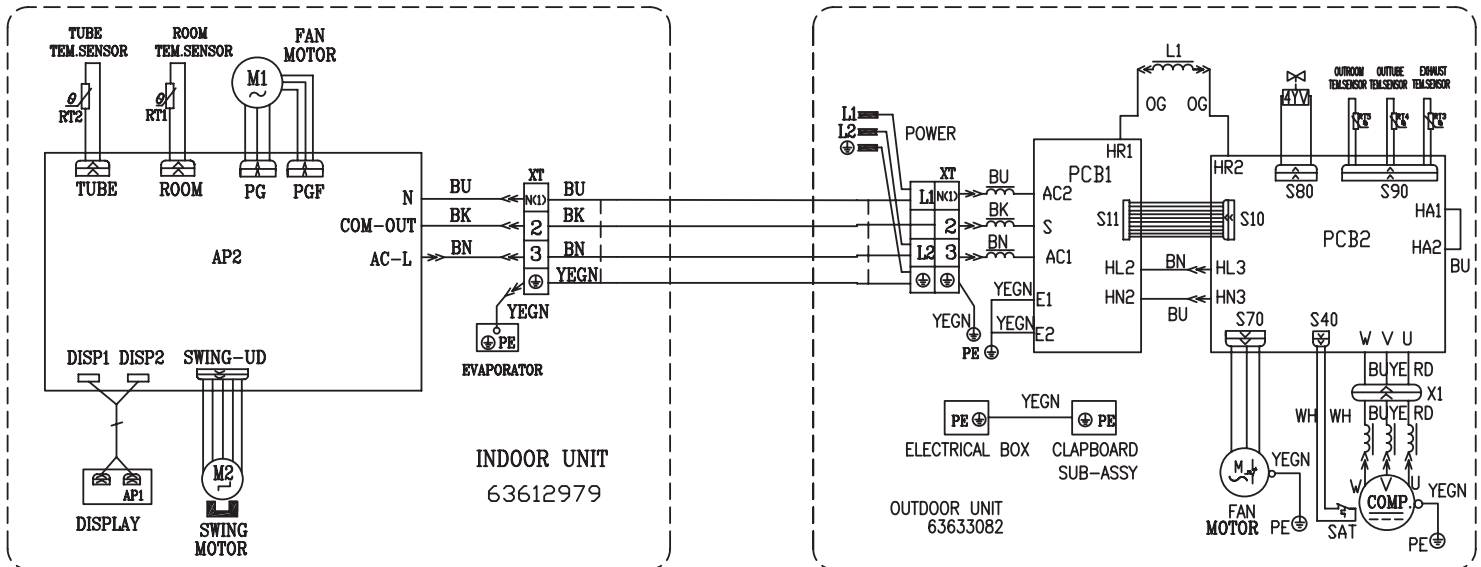 TUBE
TEM.SENSOR
ROOM
TEM.SENSOR
FAN
MOTOR
M1
RT2
RT1
TUBE
ROOM
PG
PGF
N
COM-OUT
AC-L
AP2
BU
BK
BN
XT
N(1)
2
3
BU
BK
BN
YEGN
YEGN
PE
EVAPORATOR
DISP1
DISP2
SWING-UD
AP1
DISPLAY
M2
SWING
MOTOR
INDOOR UNIT
63612979
L1
L2
POWER
XT
L1
N(1)
2
L2
3
BU
BK
BN
YEGN
PE
AC2
S
AC1
YEGN
E1
YEGN
E2
PCB1
HR1
OG
L1
OG
HR2
S11
S10
HL2
BN
HL3
HN2
BU
HN3
4YV
S80
OUTROOM
TEM.SENSOR
OUTTUBE
TEM.SENSOR
EXHAUST
TEM.SENSOR
RT5
RT4
RT3
S90
PCB2
HA1
HA2
BU
S70
S40
W V U
BU YE RD
X1
BU YE RD
WH WH
W
V
U
COMP.
YEGN
PE
SAT
M
YEGN
FAN
MOTOR
PE
PE
YEGN
PE
ELECTRICAL BOX
CLAPBOARD
SUB-ASSY
OUTDOOR UNIT
63633082